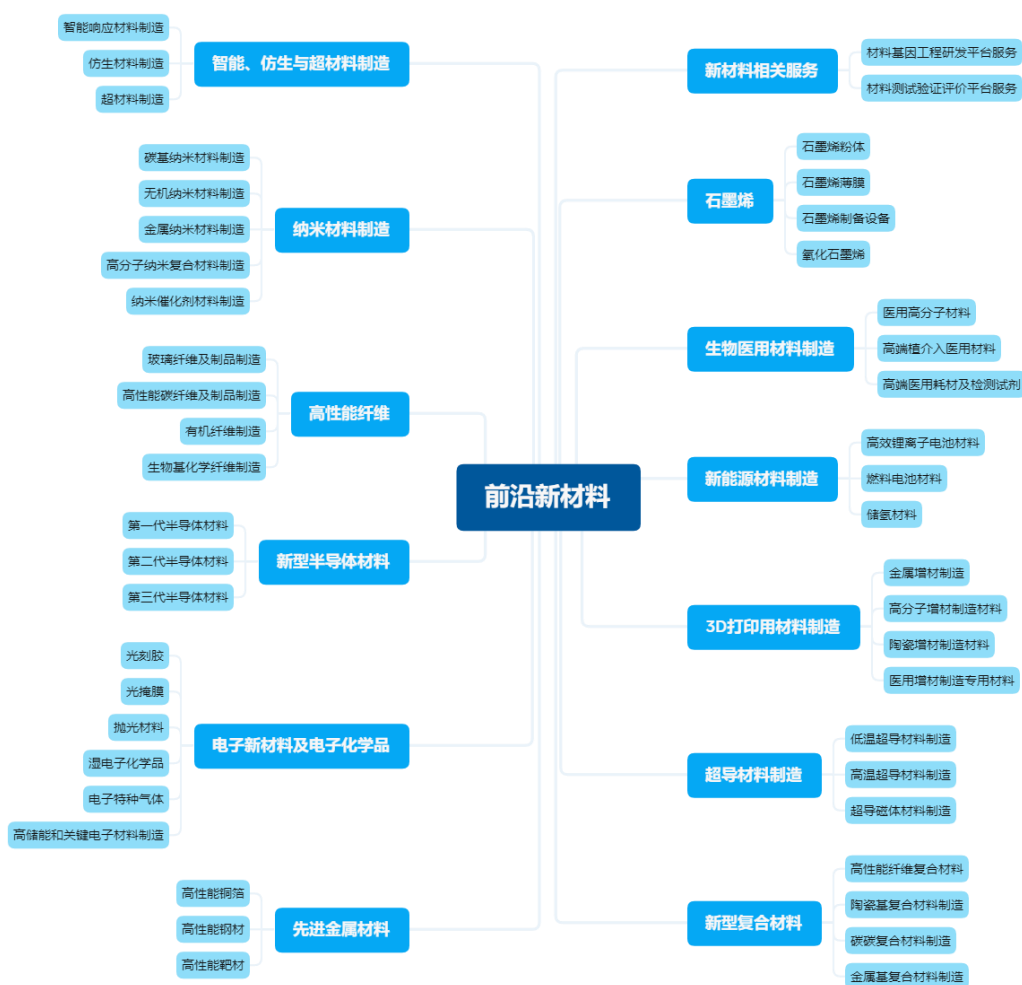 前沿新材料
智能、仿生与超材料制造
智能响应材料制造
仿生材料制造
超材料制造
纳米材料制造
碳基纳米材料制造
无机纳米材料制造
金属纳米材料制造
高分子纳米复合材料制造
纳米催化剂材料制造
高性能纤维
玻璃纤维及制品制造
高性能碳纤维及制品制造
有机纤维制造
生物基化学纤维制造
新型半导体材料
第一代半导体材料
第二代半导体材料
第三代半导体材料
电子新材料及电子化学品
光刻胶
光掩膜
抛光材料
湿电子化学品
电子特种气体
高储能和关键电子材料制造
先进金属材料
高性能铜箔
高性能钢材
高性能靶材
新材料相关服务
材料基因工程研发平台服务
材料测试验证评价平台服务
石墨烯
石墨烯粉体
石墨烯薄膜
石墨烯制备设备
氧化石墨烯
生物医用材料制造
医用高分子材料
高端植介入医用材料
高端医用耗材及检测试剂
新能源材料制造
高效锂离子电池材料
燃料电池材料
储氢材料
3D打印用材料制造
金属增材制造
高分子增材制造材料
陶瓷增材制造材料
医用增材制造专用材料
超导材料制造
低温超导材料制造
高温超导材料制造
超导磁体材料制造
新型复合材料
高性能纤维复合材料
陶瓷基复合材料制造
碳碳复合材料制造
金属基复合材料制造